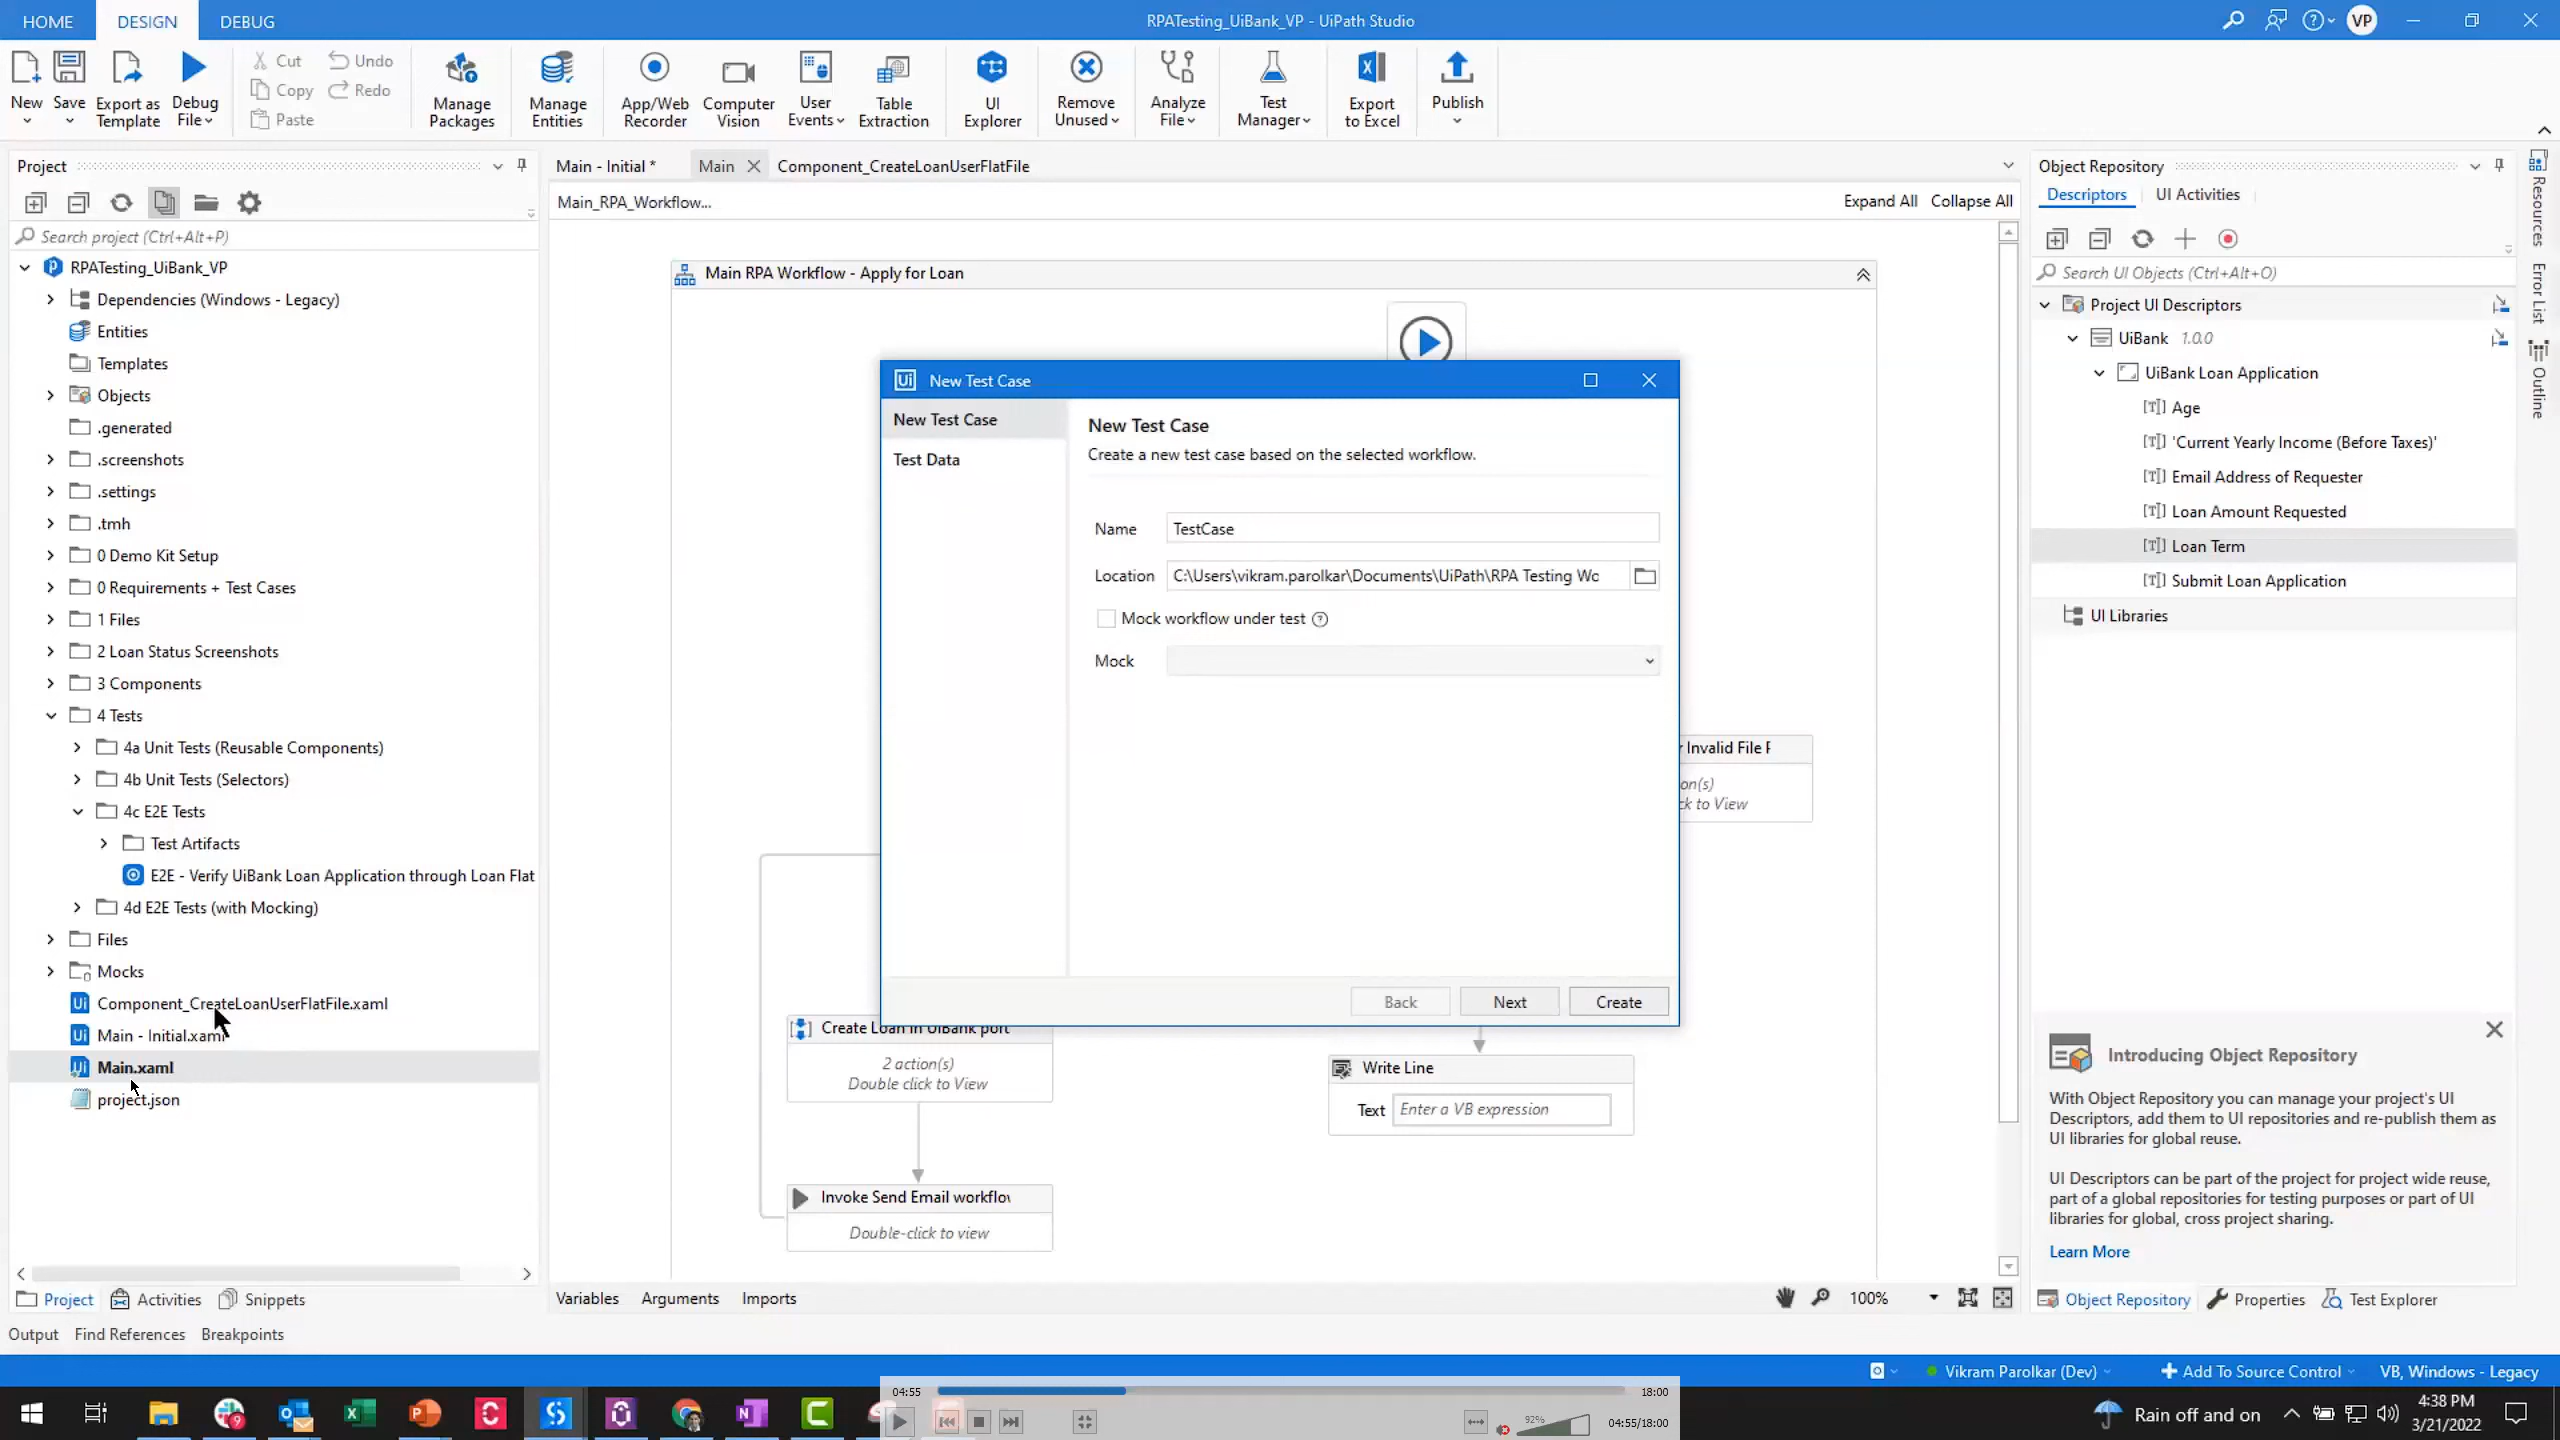 HOME
DESIGN
DEBUG
RPATesting_UiBank_VP - UiPath Studio
VP
New
Save
Export as
Template
Debug
File
Cut
Copy
Paste
Undo
Redo
Manage
Packages
Manage
Entities
App/Web
Recorder
Computer
Vision
User
Events
Table
Extraction
UI
Explorer
Remove
Unused
Analyze
File
Test
Manager
Export
to Excel
Publish
Project
Search project (Ctrl+Alt+P)
RPATesting_UiBank_VP
Dependencies (Windows - Legacy)
Entities
Templates
Objects
.generated
.screenshots
.settings
.tmh
0 Demo Kit Setup
0 Requirements + Test Cases
1 Files
2 Loan Status Screenshots
3 Components
4 Tests
4a Unit Tests (Reusable Components)
4b Unit Tests (Selectors)
4c E2E Tests
Test Artifacts
E2E - Verify UiBank Loan Application through Loan Flat
4d E2E Tests (with Mocking)
Files
Mocks
Component_CreateLoanUserFlatFile.xaml
Main - Initial.xaml
Main.xaml
project.json
Project
Activities
Snippets
Output
Find References
Breakpoints
Main - Initial *
Main
Component_CreateLoanUserFlatFile
Main_RPA_Workflow...
Expand All
Collapse All
Main RPA Workflow - Apply for Loan
Ui New Test Case
New Test Case
Test Data
New Test Case
Create a new test case based on the selected workflow.
Name
TestCase
Location
C:\Users\vikram.parolkar\Documents\UiPath\RPA Testing Wo
Mock workflow under test
Mock
Back
Next
Create
Invalid File
on(s)
ck to View
Create Loan in UiBank port
2 action(s)
Double click to View
Invoke Send Email workflow
Double-click to view
Write Line
Text
Enter a VB expression
Variables
Arguments
Imports
100%
Object Repository
Descriptors
UI Activities
Search UI Objects (Ctrl+Alt+O)
Project UI Descriptors
UiBank 1.0.0
UiBank Loan Application
Age
'Current Yearly Income (Before Taxes)'
Email Address of Requester
Loan Amount Requested
Loan Term
Submit Loan Application
UI Libraries
Introducing Object Repository
With Object Repository you can manage your project's UI
Descriptors, add them to UI repositories and re-publish them as
UI libraries for global reuse.
UI Descriptors can be part of the project for project wide reuse,
part of a global repositories for testing purposes or part of UI
libraries for global, cross project sharing.
Learn More
Object Repository
Properties
Test Explorer
Resources
Error List
Outline
Vikram Parolkar (Dev)
Add To Source Control
VB, Windows - Legacy
04:55
18:00
92%
04:55/18:00
Rain off and on
4:38 PM
3/21/2022